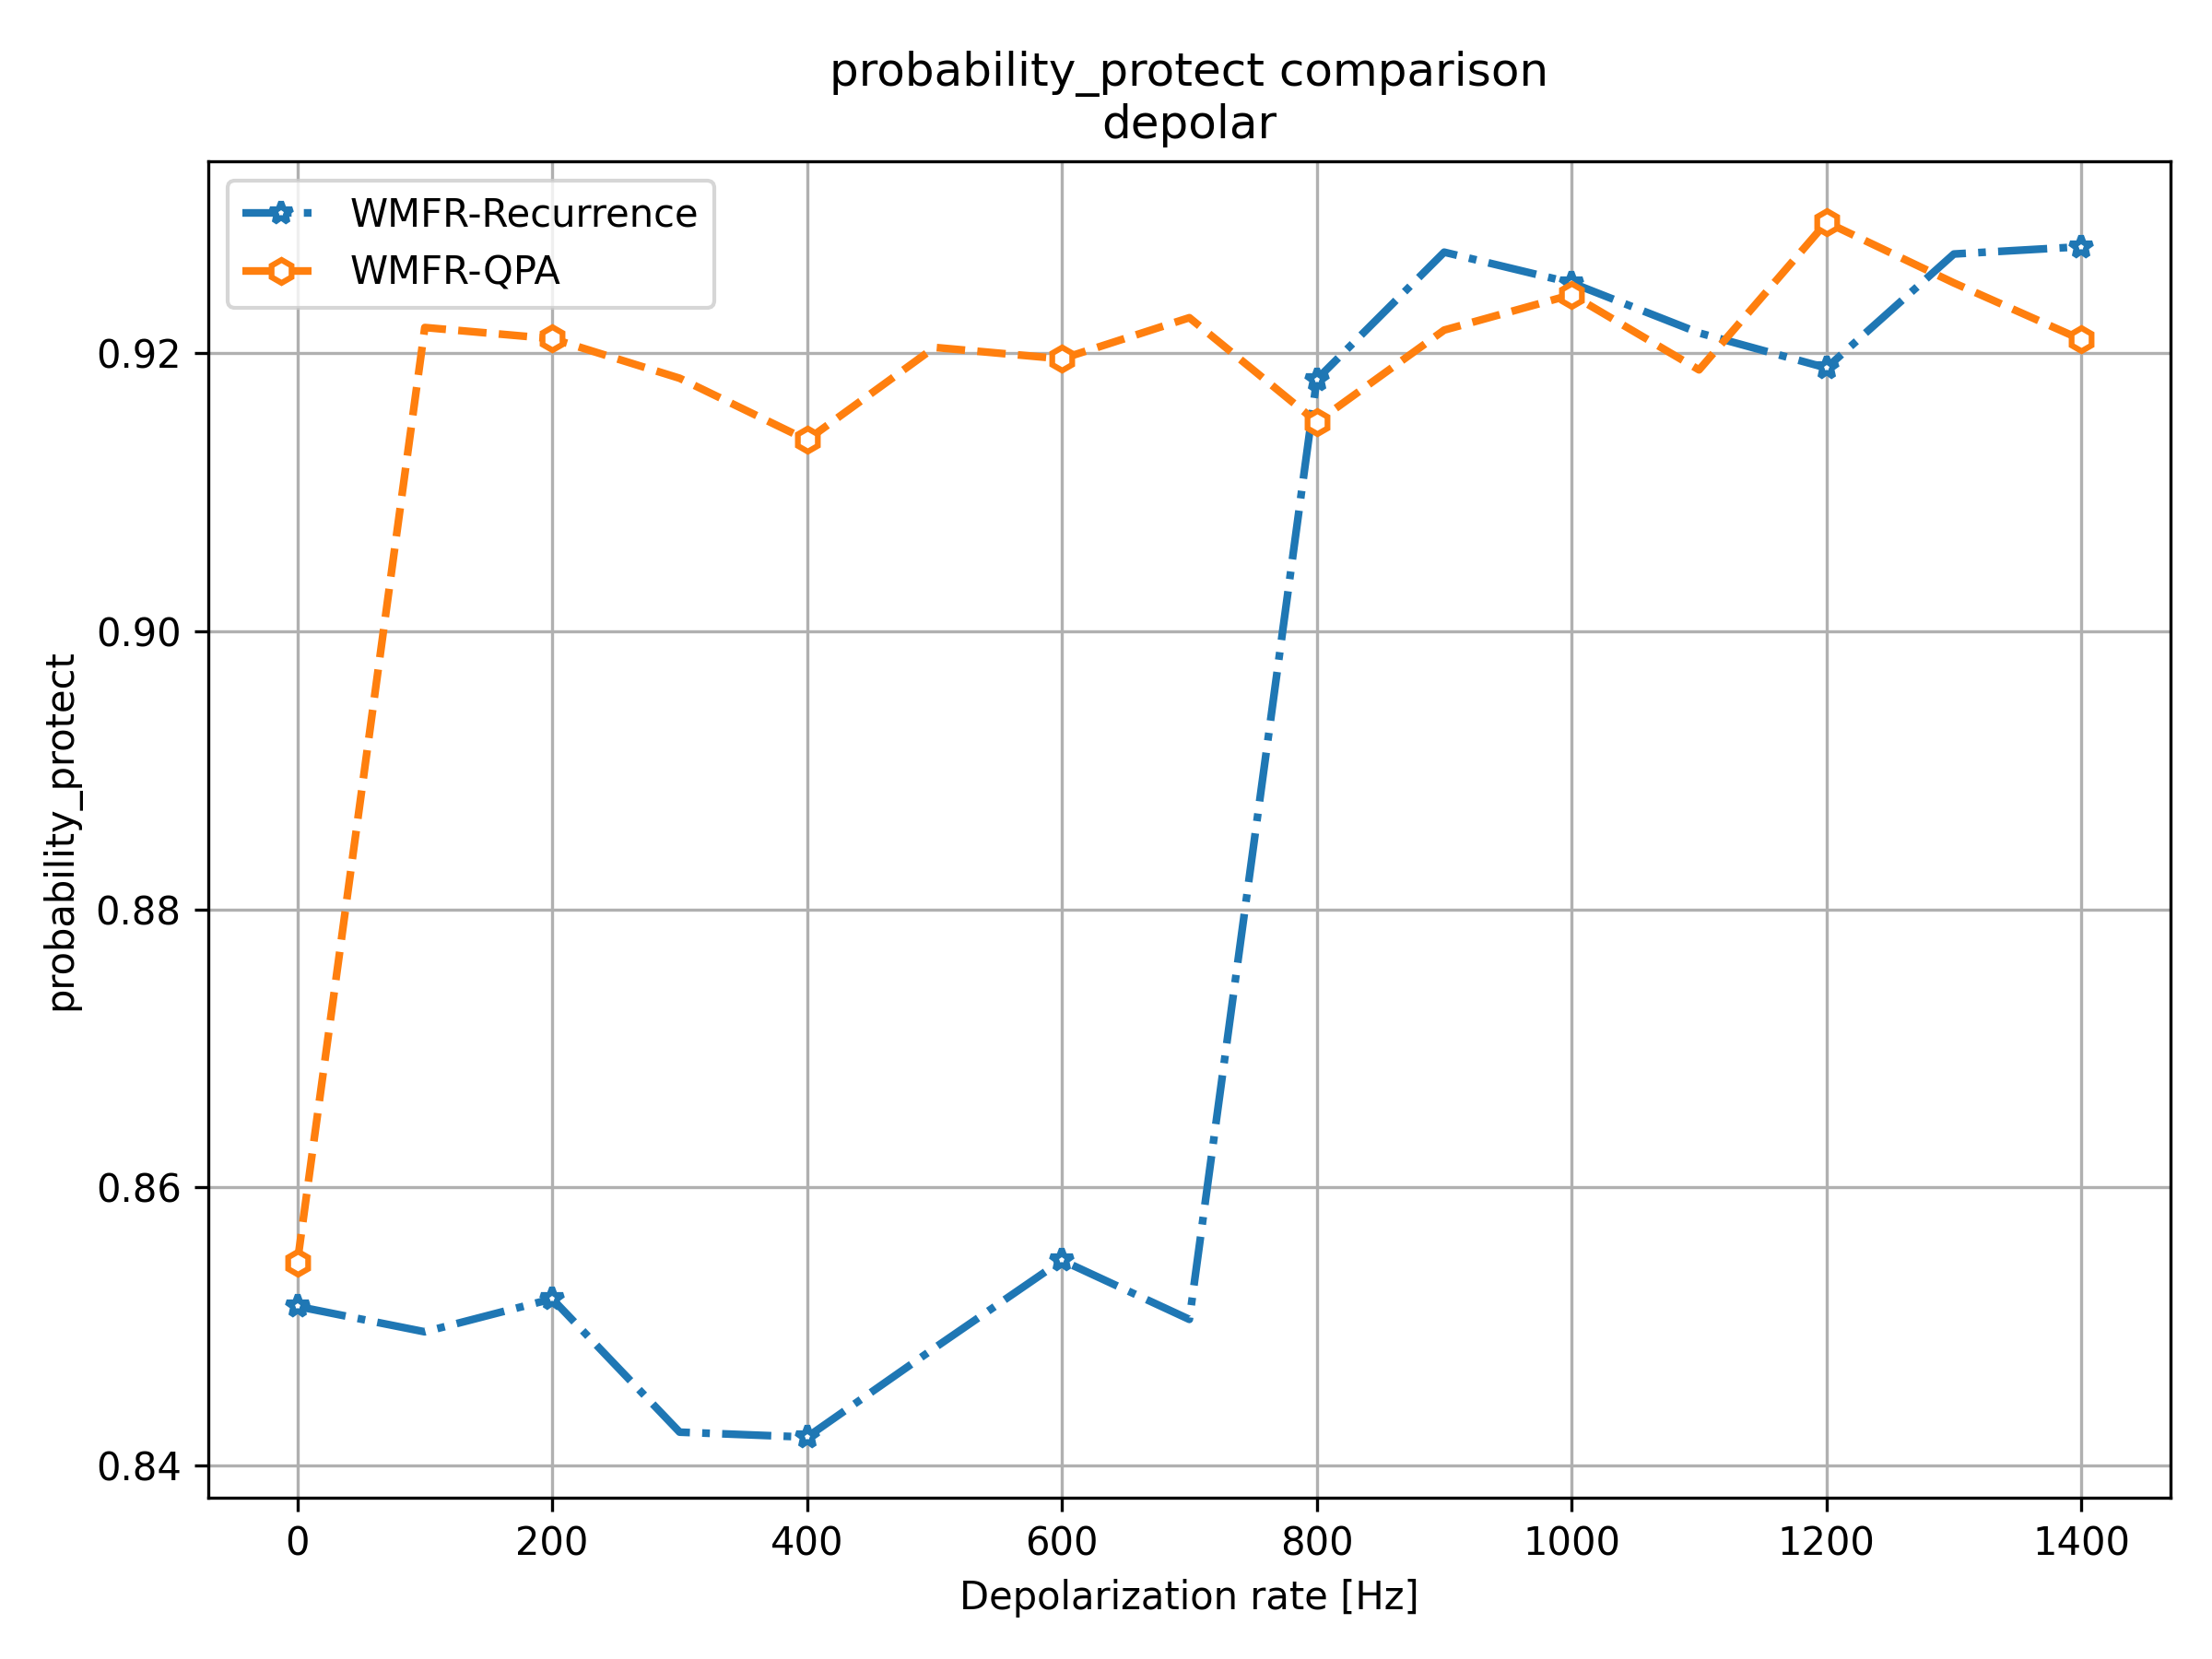 probability_protect comparison
depolar
WMFR-Recurrence
WMFR-QPA
probability_protect
0.92
0.90
0.88
0.86
0.84
0 200 400 600 800 1000 1200 1400
Depolarization rate [Hz]